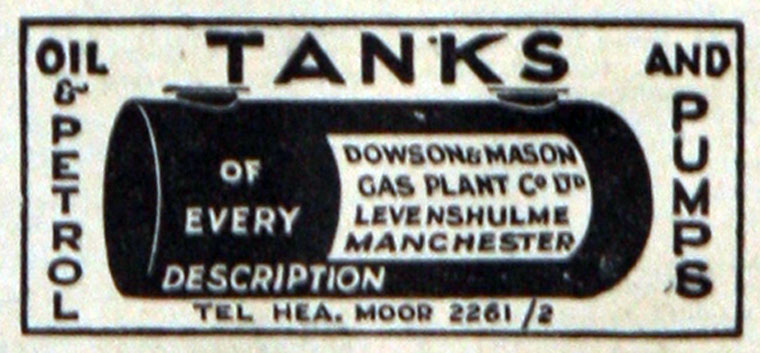 OIL
& PETROL
TANKS
AND
PUMPS
OF
EVERY
DESCRIPTION
DOWSON & MASON
GAS PLANT Co LTD
LEVENSHULME
MANCHESTER
TEL HEA. MOOR 2261/2